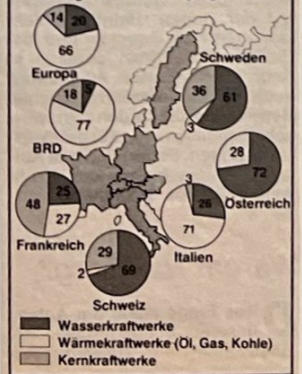 14 20
66
Europa
Schweden
36 61
3
18 5
77
BRD
28
72
Österreich
48 25
27
Frankreich
3
26
71
Italien
29
2 69
Schweiz
Wasserkraftwerke
Wärmekraftwerke (Öl, Gas, Kohle)
Kernkraftwerke